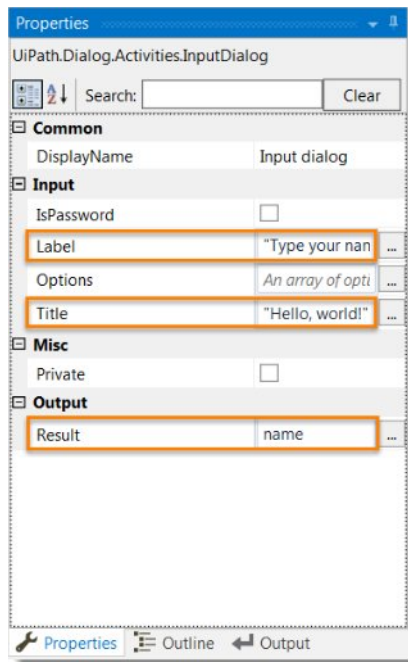 Properties
UiPath.Dialog.Activities.InputDialog
Search: Clear
Common
DisplayName Input dialog
Input
IsPassword
Label "Type your nan ...
Options An array of opti ...
Title "Hello, world!" ...
Misc
Private
Output
Result name ...
Properties Outline Output